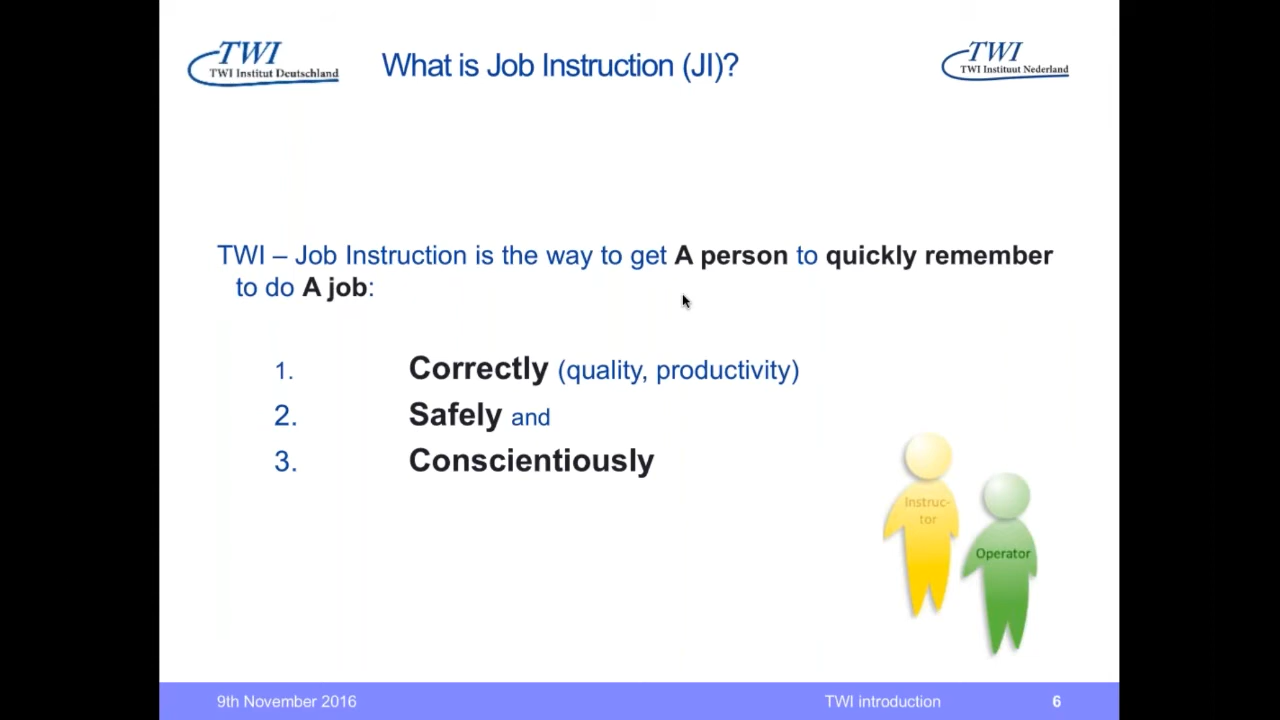 TWI
TWI Institut Deutschland
What is Job Instruction (JI)?
TWI
TWI Instituut Nederland
TWI – Job Instruction is the way to get A person to quickly remember
to do A job:
1. Correctly (quality, productivity)
2. Safely and
3. Conscientiously
Instruc-
tor
Operator
9th November 2016
TWI introduction
6